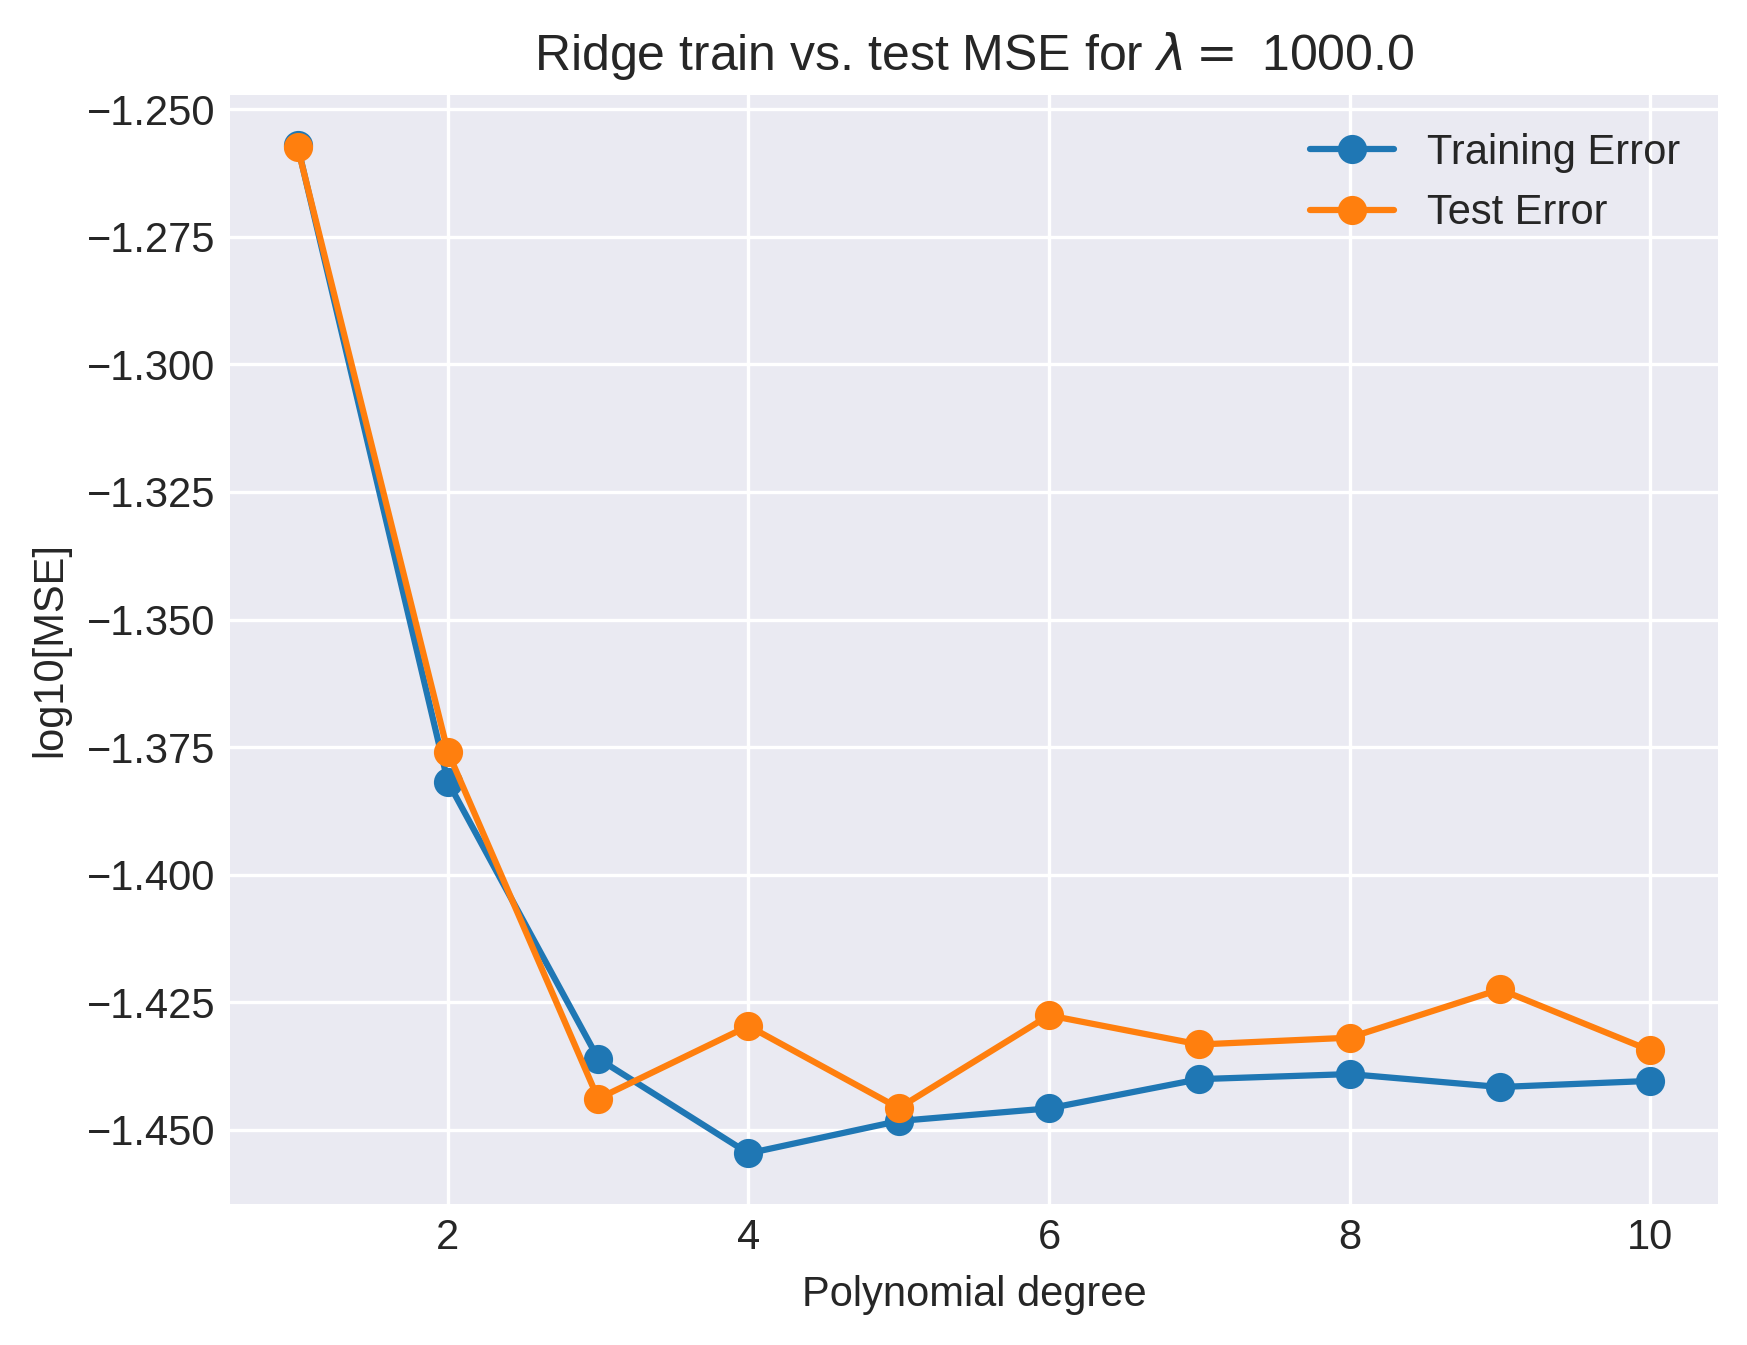 Ridge train vs. test MSE for λ = 1000.0
−1.250
−1.275
−1.300
−1.325
−1.350
−1.375
−1.400
−1.425
−1.450
log10[MSE]
Training Error
Test Error
2 4 6 8 10
Polynomial degree